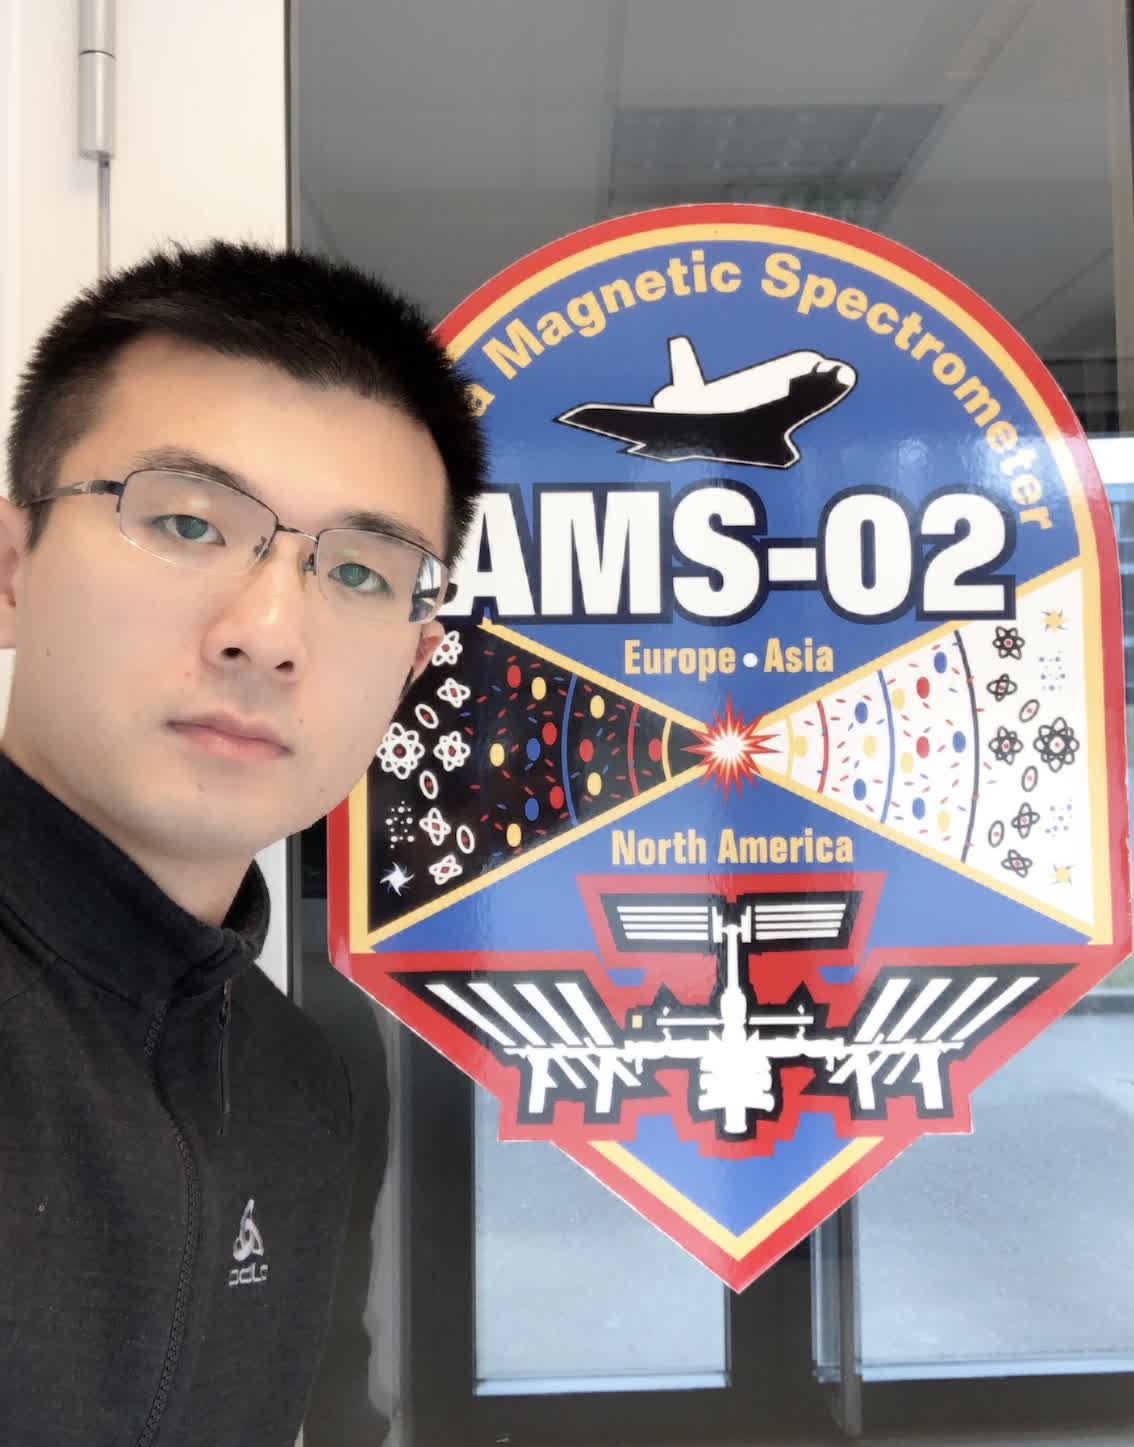 a Magnetic Spectrometer
AMS-02
Europe • Asia
North America
odlo